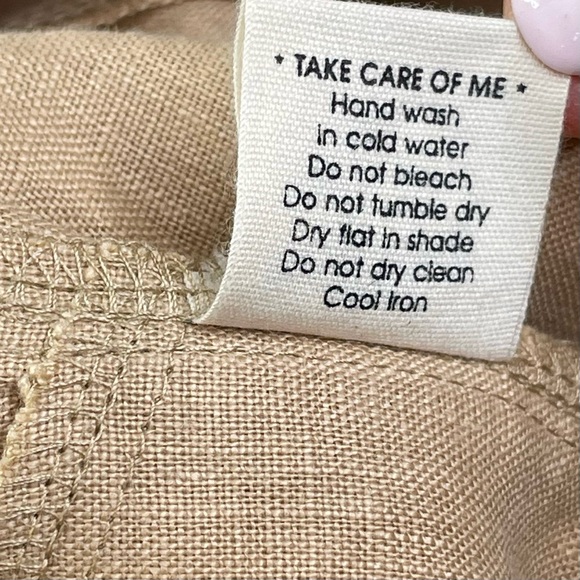 * TAKE CARE OF ME *
Hand wash
in cold water
Do not bleach
Do not tumble dry
Dry flat in shade
Do not dry clean
Cool iron